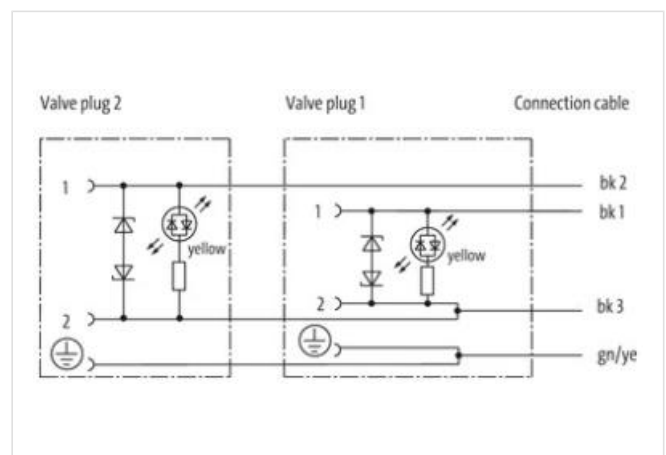 Valve plug 2 Valve plug 1 Connection cable
1 bk 2
1 bk 1
yellow yellow
2 bk 3
2
gn/ye